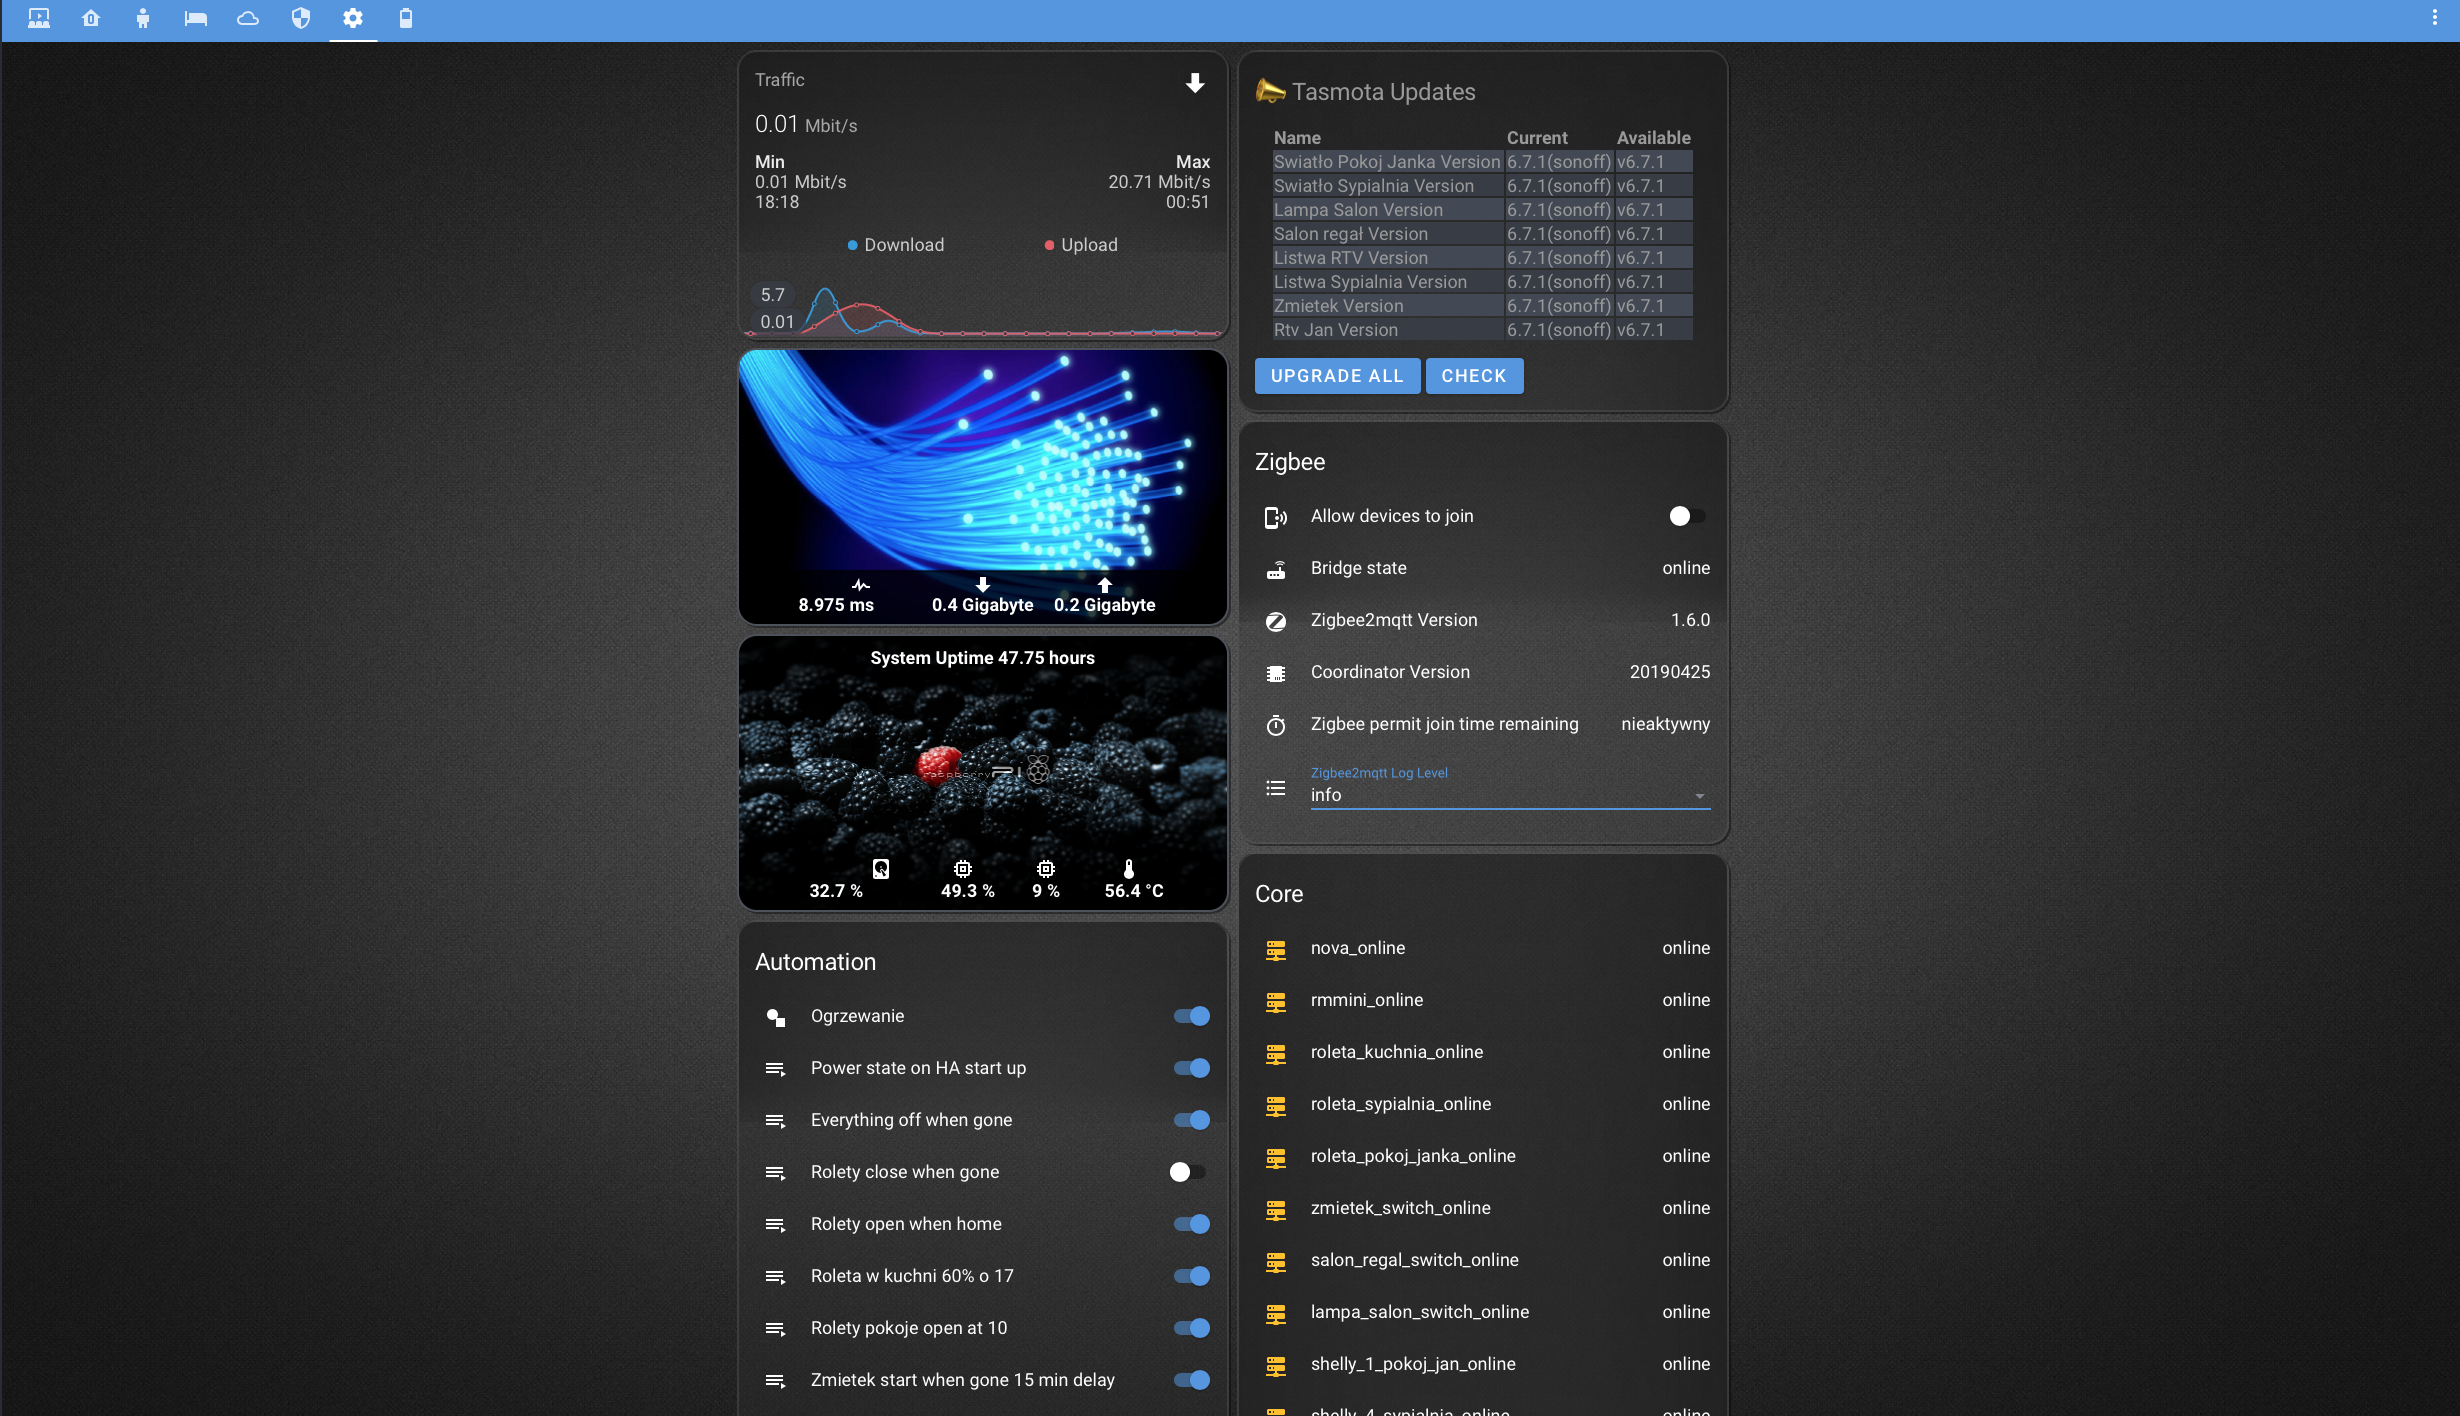 Traffic
0.01 Mbit/s
Min Max
0.01 Mbit/s 20.71 Mbit/s
18:18 00:51
Download Upload
5.7
0.01
8.975 ms 0.4 Gigabyte 0.2 Gigabyte
System Uptime 47.75 hours
raspberry Pi
32.7 % 49.3 % 9 % 56.4 °C
Automation
Ogrzewanie
Power state on HA start up
Everything off when gone
Rolety close when gone
Rolety open when home
Roleta w kuchni 60% o 17
Rolety pokoje open at 10
Zmietek start when gone 15 min delay
Tasmota Updates
Name Current Available
Swiatło Pokoj Janka Version 6.7.1(sonoff) v6.7.1
Swiatło Sypialnia Version 6.7.1(sonoff) v6.7.1
Lampa Salon Version 6.7.1(sonoff) v6.7.1
Salon regał Version 6.7.1(sonoff) v6.7.1
Listwa RTV Version 6.7.1(sonoff) v6.7.1
Listwa Sypialnia Version 6.7.1(sonoff) v6.7.1
Zmietek Version 6.7.1(sonoff) v6.7.1
Rtv Jan Version 6.7.1(sonoff) v6.7.1
UPGRADE ALL CHECK
Zigbee
Allow devices to join
Bridge state online
Zigbee2mqtt Version 1.6.0
Coordinator Version 20190425
Zigbee permit join time remaining nieaktywny
Zigbee2mqtt Log Level
info
Core
nova_online online
rmmini_online online
roleta_kuchnia_online online
roleta_sypialnia_online online
roleta_pokoj_janka_online online
zmietek_switch_online online
salon_regal_switch_online online
lampa_salon_switch_online online
shelly_1_pokoj_jan_online online
shelly_4_sypialnia_online online